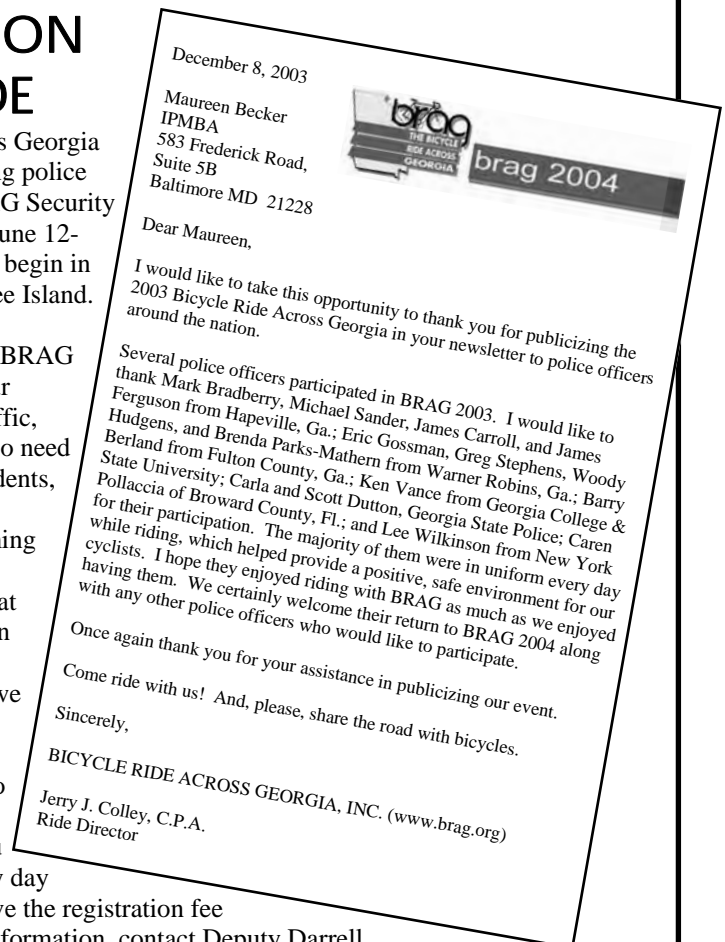 ON
DE
s Georgia
g police
G Security
une 12-
begin in
ee Island.
BRAG
r
ffic,
o need
dents,
ning
at
n
ve
o
y day
ve the registration fee
formation, contact Deputy Darrell
December 8, 2003
brag
THE BICYCLE
RIDE ACROSS
GEORGIA
brag 2004
Maureen Becker
IPMBA
583 Frederick Road,
Suite 5B
Baltimore MD 21228
Dear Maureen,
I would like to take this opportunity to thank you for publicizing the
2003 Bicycle Ride Across Georgia in your newsletter to police officers
around the nation.
Several police officers participated in BRAG 2003. I would like to
thank Mark Bradberry, Michael Sander, James Carroll, and James
Ferguson from Hapeville, Ga.; Eric Gossman, Greg Stephens, Woody
Hudgens, and Brenda Parks-Mathern from Warner Robins, Ga.; Barry
Berland from Fulton County, Ga.; Ken Vance from Georgia College &
State University; Carla and Scott Dutton, Georgia State Police; Caren
Pollaccia of Broward County, Fl.; and Lee Wilkinson from New York
for their participation. The majority of them were in uniform every day
while riding, which helped provide a positive, safe environment for our
cyclists. I hope they enjoyed riding with BRAG as much as we enjoyed
having them. We certainly welcome their return to BRAG 2004 along
with any other police officers who would like to participate.
Once again thank you for your assistance in publicizing our event.
Come ride with us! And, please, share the road with bicycles.
Sincerely,
BICYCLE RIDE ACROSS GEORGIA, INC. (www.brag.org)
Jerry J. Colley, C.P.A.
Ride Director